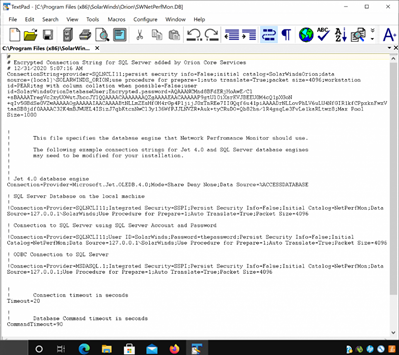 TextPad - [C:\Program Files (x86)\SolarWinds\Orion\SWNetPerfMon.DB]
File Edit Search View Tools Macros Configure Window Help
C:\Program Files (x86)\SolarWin...
#
# Encrypted Connection String for SQL Server added by Orion Core Services
# 12/31/2020 5:07:16 AM
ConnectionString=provider=SQLNCLI11;persist security info=False;initial catalog=SolarWindsOrion;data
source=(local)\SOLARWINDS_ORION;use procedure for prepare=1;auto translate=True;packet size=4096;workstation
id=PEAR;tag with column collation when possible=False;user
id=SolarWindsOrionDatabaseUser;Encrypted.password=
Size=1000
!
! This file specifies the database engine that Network Performance Monitor should use.
!
! The following example connection strings for Jet 4.0 and SQL Server database engines
! may need to be modified for your installation.
!
! Jet 4.0 database engine
!Connection=Provider=Microsoft.Jet.OLEDB.4.0;Mode=Share Deny None;Data Source=%ACCESSDATABASE
! SQL Server Database on the local machine
!Connection=Provider=SQLNCLI11;Integrated Security=SSPI;Persist Security Info=False;Initial Catalog=NetPerfMon;Data
Source=127.0.0.1\SolarWinds;Use Procedure for Prepare=1;Auto Translate=True;Packet Size=4096
! Connection to SQL Server using SQL Server Account and Password
!Connection=Provider=SQLNCLI11;User ID=SolarWinds;Password=thepassword;Persist Security Info=False;Initial
Catalog=NetPerfMon;Data Source=127.0.0.1\SolarWinds;Use Procedure for Prepare=1;Auto Translate=True;Packet Size=4096
! ODBC Connection to SQL Server
!Connection=Provider=MSDASQL.1;Integrated Security=SSPI;Persist Security Info=False;Initial Catalog=NetPerfMon;Data
Source=127.0.0.1;Use Procedure for Prepare=1;Auto Translate=True;Packet Size=4096
!
! Connection timeout in seconds
Timeout=20
!
! Database Command timeout in seconds
CommandTimeout=90